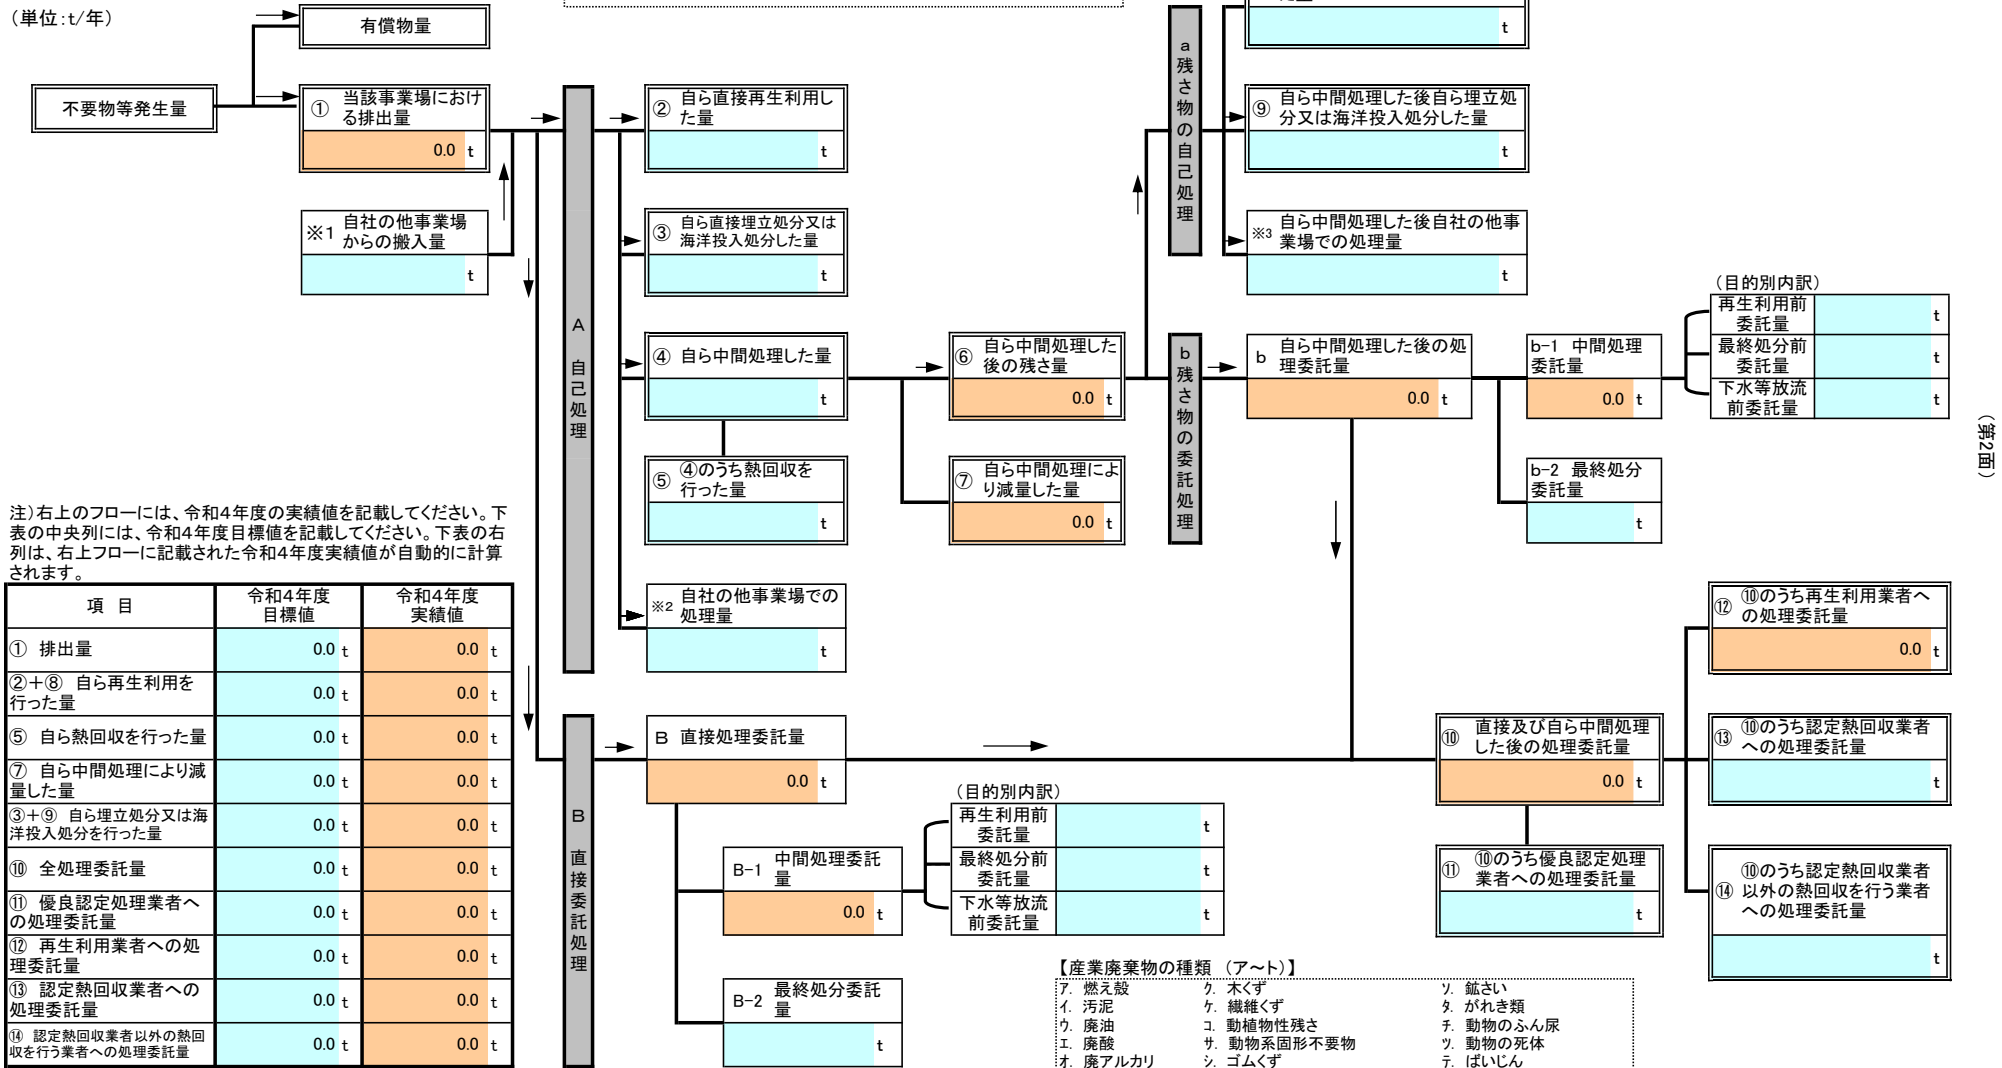 (単位:t/年)
有償物量
不要物等発生量
① 当該事業場におけ
る排出量
0.0 t
※1 自社の他事業場
からの搬入量
t
A 自己処理
② 自ら直接再生利用し
た量
t
③ 自ら直接埋立処分又は
海洋投入処分した量
t
④ 自ら中間処理した量
t
⑤ ④のうち熱回収を
行った量
t
※2 自社の他事業場での
処理量
t
⑥ 自ら中間処理した
後の残さ量
0.0 t
⑦ 自ら中間処理によ
り減量した量
0.0 t
a残さ物の自己処理
t
⑨ 自ら中間処理した後自ら埋立処
分又は海洋投入処分した量
t
※3 自ら中間処理した後自社の他事
業場での処理量
t
b残さ物の委託処理
b 自ら中間処理した後の処
理委託量
0.0 t
b-1 中間処理
委託量
0.0 t
(目的別内訳)
再生利用前
委託量 t
最終処分前
委託量 t
下水等放流
前委託量 t
b-2 最終処分
委託量
t
(第2面)
注)右上のフローには、令和4年度の実績値を記載してください。下
表の中央列には、令和4年度目標値を記載してください。下表の右
列は、右上フローに記載された令和4年度実績値が自動的に計算
されます。
項 目 令和4年度
目標値 令和4年度
実績値
① 排出量 0.0 t 0.0 t
②+⑧ 自ら再生利用を
行った量 0.0 t 0.0 t
⑤ 自ら熱回収を行った量 0.0 t 0.0 t
⑦ 自ら中間処理により減
量した量 0.0 t 0.0 t
③+⑨ 自ら埋立処分又は海
洋投入処分を行った量 0.0 t 0.0 t
⑩ 全処理委託量 0.0 t 0.0 t
⑪ 優良認定処理業者へ
の処理委託量 0.0 t 0.0 t
⑫ 再生利用業者への処
理委託量 0.0 t 0.0 t
⑬ 認定熱回収業者への
処理委託量 0.0 t 0.0 t
⑭ 認定熱回収業者以外の熱回
収を行う業者への処理委託量 0.0 t 0.0 t
B 直接委託処理
B 直接処理委託量
0.0 t
B-1 中間処理委託
量
0.0 t
(目的別内訳)
再生利用前
委託量 t
最終処分前
委託量 t
下水等放流
前委託量 t
B-2 最終処分委託
量
t
⑩ 直接及び自ら中間処理
した後の処理委託量
0.0 t
⑪ ⑩のうち優良認定処理
業者への処理委託量
t
⑫ ⑩のうち再生利用業者へ
の処理委託量
0.0 t
⑬ ⑩のうち認定熱回収業者
への処理委託量
t
⑭ ⑩のうち認定熱回収業者
以外の熱回収を行う業者
への処理委託量
t
【産業廃棄物の種類 (ア~ト)】
ア. 燃え殻 ク. 木くず ソ. 鉱さい
イ. 汚泥 ケ. 繊維くず タ. がれき類
ウ. 廃油 コ. 動植物性残さ チ. 動物のふん尿
エ. 廃酸 サ. 動物系固形不要物 ツ. 動物の死体
オ. 廃アルカリ シ. ゴムくず テ. ばいじん